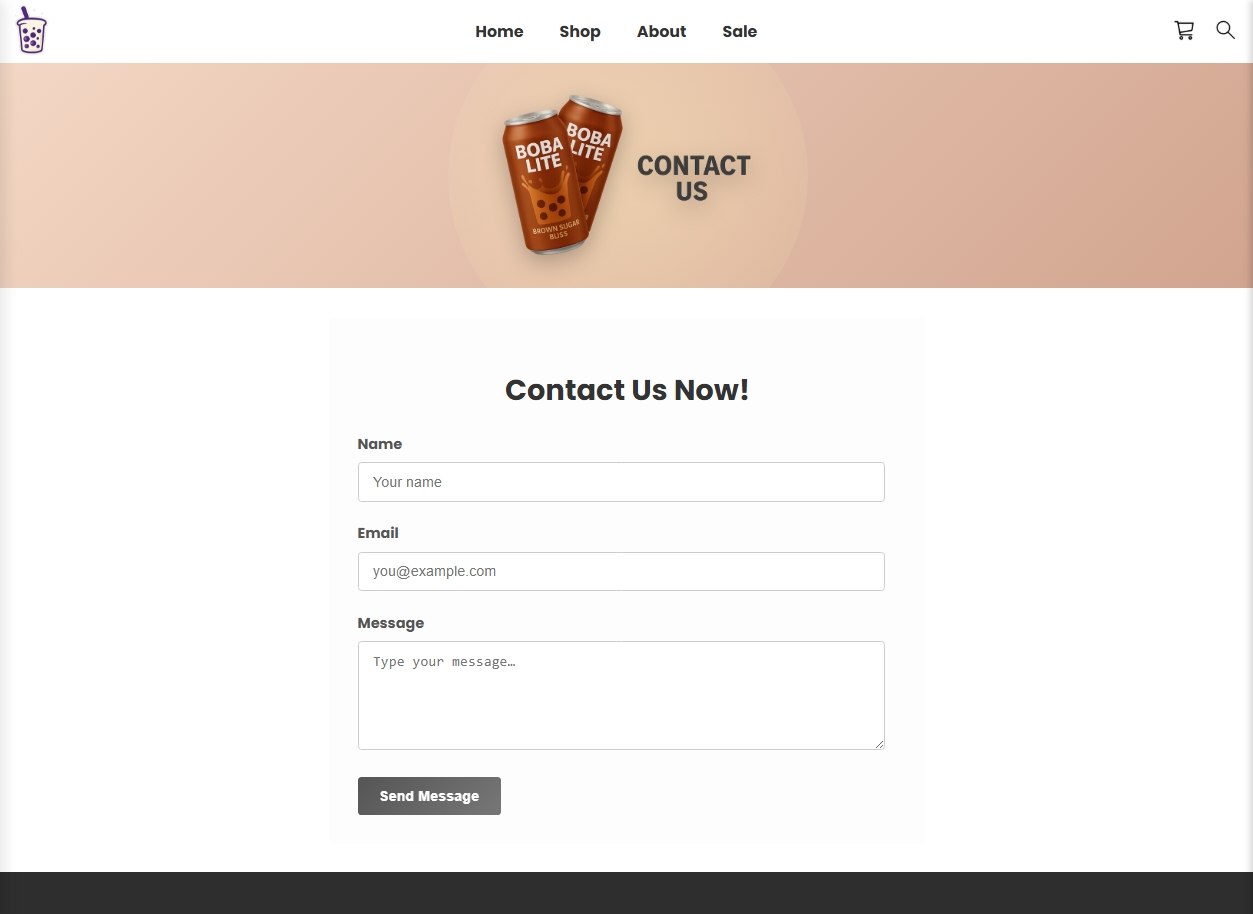 Home Shop About Sale
BOBA
LITE
BROWN SUGAR
BLISS
BOBA
LITE
CONTACT
US
Contact Us Now!
Name
Your name
Email
you@example.com
Message
Type your message…
Send Message